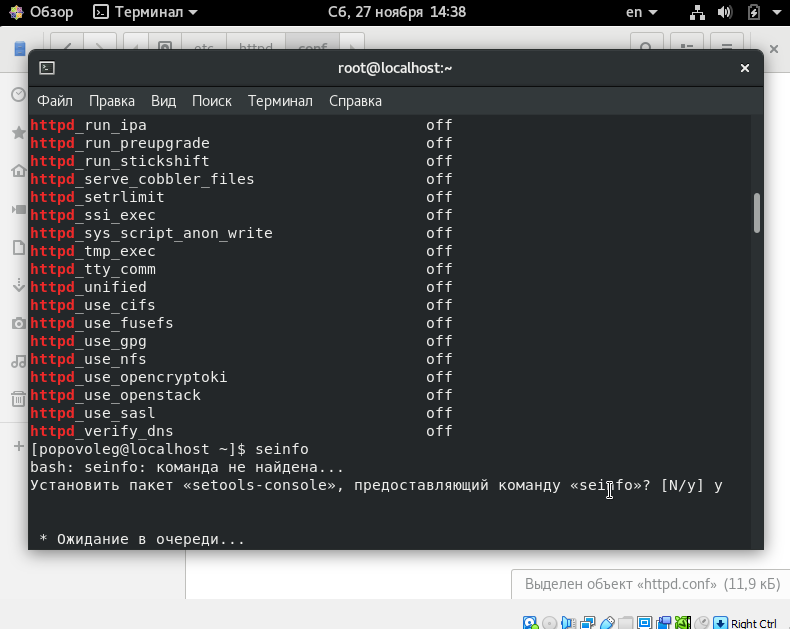 Обзор Терминал Сб, 27 ноября 14:38 en
etc httpd conf
root@localhost:~
Файл Правка Вид Поиск Терминал Справка
httpd_run_ipa off
httpd_run_preupgrade off
httpd_run_stickshift off
httpd_serve_cobbler_files off
httpd_setrlimit off
httpd_ssi_exec off
httpd_sys_script_anon_write off
httpd_tmp_exec off
httpd_tty_comm off
httpd_unified off
httpd_use_cifs off
httpd_use_fusefs off
httpd_use_gpg off
httpd_use_nfs off
httpd_use_opencryptoki off
httpd_use_openstack off
httpd_use_sasl off
httpd_verify_dns off
[popovoleg@localhost ~]$ seinfo
bash: seinfo: команда не найдена...
Установить пакет «setools-console», предоставляющий команду «seinfo»? [N/y] y
* Ожидание в очереди...
Выделен объект «httpd.conf» (11,9 кБ)
Right Ctrl